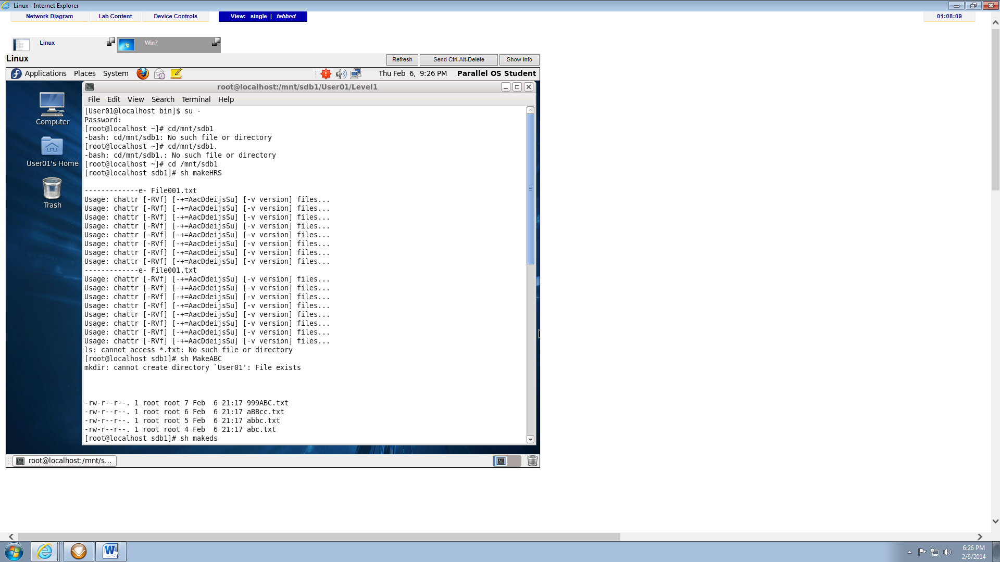 Linux - Internet Explorer
Network Diagram Lab Content Device Controls View: single | tabbed 01:08:09
Linux Win7
Linux Refresh Send Ctrl-Alt-Delete Show Info
Applications Places System Thu Feb 6, 9:26 PM Parallel OS Student
root@localhost:/mnt/sdb1/User01/Level1
File Edit View Search Terminal Help
Computer
User01's Home
Trash
[User01@localhost bin]$ su -
Password:
[root@localhost ~]# cd/mnt/sdb1
-bash: cd/mnt/sdb1: No such file or directory
[root@localhost ~]# cd/mnt/sdb1.
-bash: cd/mnt/sdb1.: No such file or directory
[root@localhost ~]# cd /mnt/sdb1
[root@localhost sdb1]# sh makeHRS
-------------e- File001.txt
Usage: chattr [-RVf] [-+=AacDdeijsSu] [-v version] files...
Usage: chattr [-RVf] [-+=AacDdeijsSu] [-v version] files...
Usage: chattr [-RVf] [-+=AacDdeijsSu] [-v version] files...
Usage: chattr [-RVf] [-+=AacDdeijsSu] [-v version] files...
Usage: chattr [-RVf] [-+=AacDdeijsSu] [-v version] files...
Usage: chattr [-RVf] [-+=AacDdeijsSu] [-v version] files...
Usage: chattr [-RVf] [-+=AacDdeijsSu] [-v version] files...
Usage: chattr [-RVf] [-+=AacDdeijsSu] [-v version] files...
-------------e- File001.txt
Usage: chattr [-RVf] [-+=AacDdeijsSu] [-v version] files...
Usage: chattr [-RVf] [-+=AacDdeijsSu] [-v version] files...
Usage: chattr [-RVf] [-+=AacDdeijsSu] [-v version] files...
Usage: chattr [-RVf] [-+=AacDdeijsSu] [-v version] files...
Usage: chattr [-RVf] [-+=AacDdeijsSu] [-v version] files...
Usage: chattr [-RVf] [-+=AacDdeijsSu] [-v version] files...
Usage: chattr [-RVf] [-+=AacDdeijsSu] [-v version] files...
Usage: chattr [-RVf] [-+=AacDdeijsSu] [-v version] files...
ls: cannot access *.txt: No such file or directory
[root@localhost sdb1]# sh MakeABC
mkdir: cannot create directory `User01': File exists
-rw-r--r--. 1 root root 7 Feb  6 21:17 999ABC.txt
-rw-r--r--. 1 root root 6 Feb  6 21:17 aBBcc.txt
-rw-r--r--. 1 root root 5 Feb  6 21:17 abbc.txt
-rw-r--r--. 1 root root 4 Feb  6 21:17 abc.txt
[root@localhost sdb1]# sh makeds
root@localhost:/mnt/s...
6:26 PM
2/6/2014